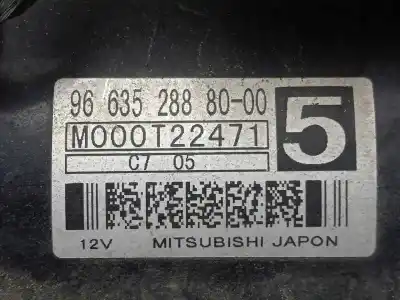 96 635 288 80-00
5
M000T22471
C7 05
12V MITSUBISHI JAPON